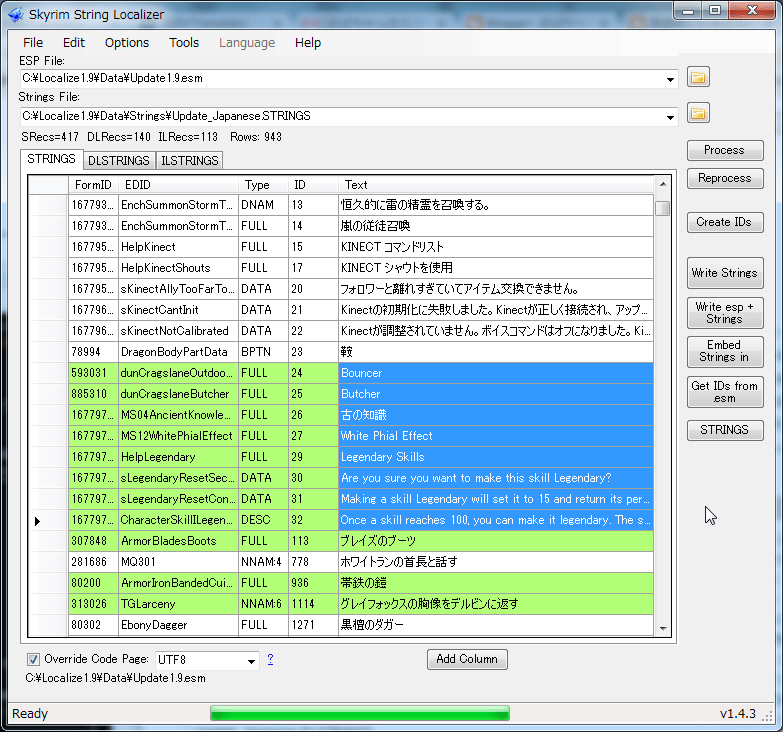 Skyrim String Localizer
File Edit Options Tools Language Help
ESP File:
C:¥Localize1.9¥Data¥Update1.9.esm
Strings File:
C:¥Localize1.9¥Data¥Strings¥Update_Japanese.STRINGS
SRecs=417 DLRecs=140 ILRecs=113 Rows: 943
STRINGS DLSTRINGS ILSTRINGS
FormID EDID Type ID Text
167793... EnchSummonStormT... DNAM 13 恒久的に雷の精霊を召喚する。
167793... EnchSummonStormT... FULL 14 嵐の従徒召喚
167795... HelpKinect FULL 15 KINECT コマンドリスト
167795... HelpKinectShouts FULL 17 KINECT シャウトを使用
167796... sKinectAllyTooFarTo... DATA 20 フォロワーと離れすぎていてアイテム交換できません。
167796... sKinectCantInit DATA 21 Kinectの初期化に失敗しました。Kinectが正しく接続され、アップ...
167796... sKinectNotCalibrated DATA 22 Kinectが調整されていません。ボイスコマンドはオフになりました。Ki...
78994 DragonBodyPartData BPTN 23 鞍
593031 dunCragslaneOutdoo... FULL 24 Bouncer
885310 dunCragslaneButcher FULL 25 Butcher
167797... MS04AncientKnowle... FULL 26 古の知識
167797... MS12WhitePhialEffect FULL 27 White Phial Effect
167797... HelpLegendary FULL 29 Legendary Skills
167797... sLegendaryResetSec... DATA 30 Are you sure you want to make this skill Legendary?
167797... sLegendaryResetCon... DATA 31 Making a skill Legendary will set it to 15 and return its per...
167797... CharacterSkillILegen... DESC 32 Once a skill reaches 100, you can make it legendary. The s...
307848 ArmorBladesBoots FULL 113 ブレイズのブーツ
281686 MQ301 NNAM:4 778 ホワイトランの首長と話す
80200 ArmorIronBandedCui... FULL 936 帯鉄の鎧
313026 TGLarceny NNAM:6 1114 グレイフォックスの胸像をデルビンに返す
80302 EbonyDagger FULL 1271 黒檀のダガー
Process
Reprocess
Create IDs
Write Strings
Write esp +
Strings
Embed
Strings in
Get IDs from
.esm
STRINGS
Override Code Page: UTF8 ? Add Column
C:¥Localize1.9¥Data¥Update1.9.esm
Ready v1.4.3